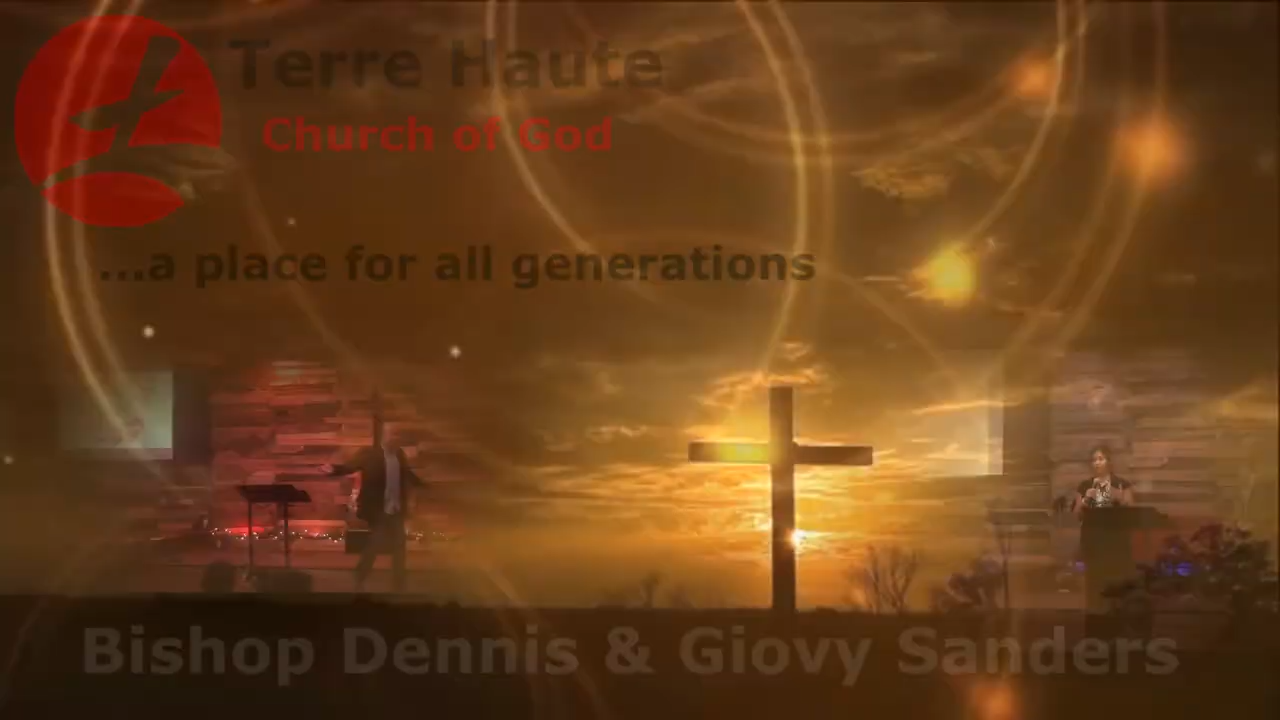 Terre Haute
Church of God
...a place for all generations
Bishop Dennis & Giovy Sanders